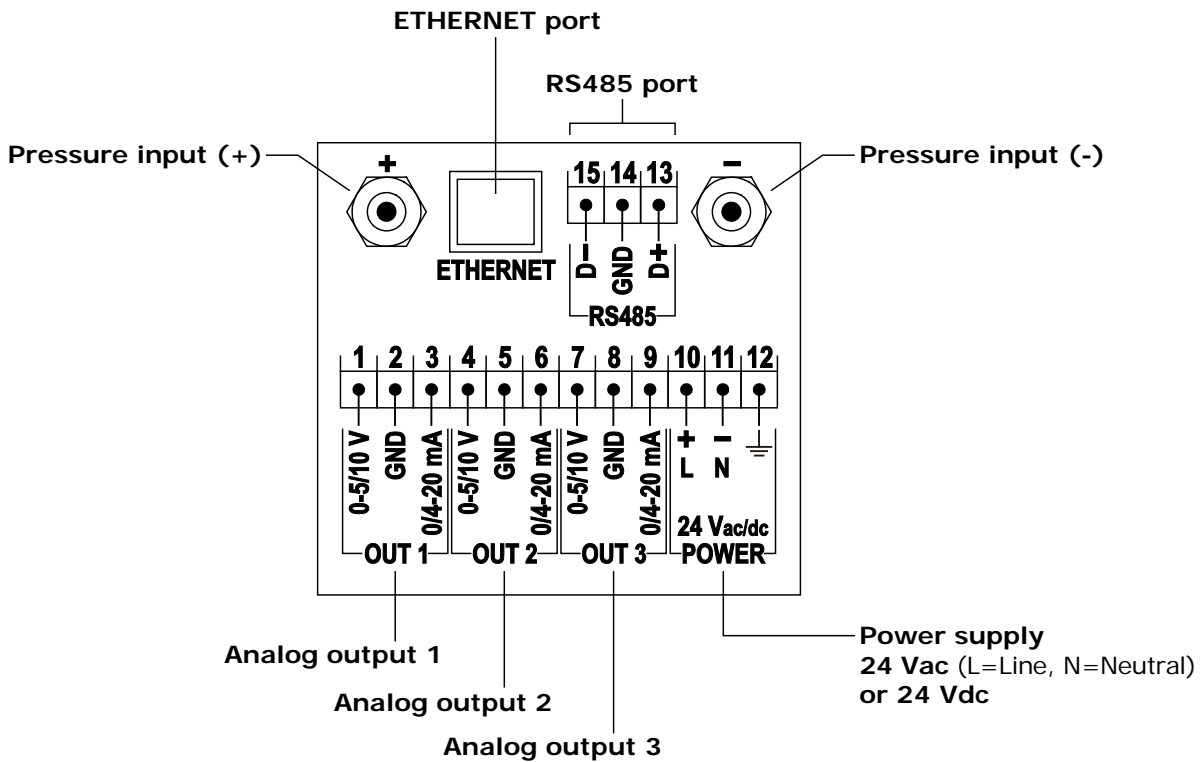 ETHERNET port
RS485 port
Pressure input (+)
Pressure input (-)
+
−
15 14 13
ETHERNET
D−
GND
D+
RS485
1 2 3 4 5 6 7 8 9 10 11 12
0-5/10 V
GND
0/4-20 mA
0-5/10 V
GND
0/4-20 mA
0-5/10 V
GND
0/4-20 mA
+ −
L N
24 Vac/dc
OUT 1 OUT 2 OUT 3 POWER
Analog output 1
Analog output 2
Analog output 3
Power supply
24 Vac (L=Line, N=Neutral)
or 24 Vdc